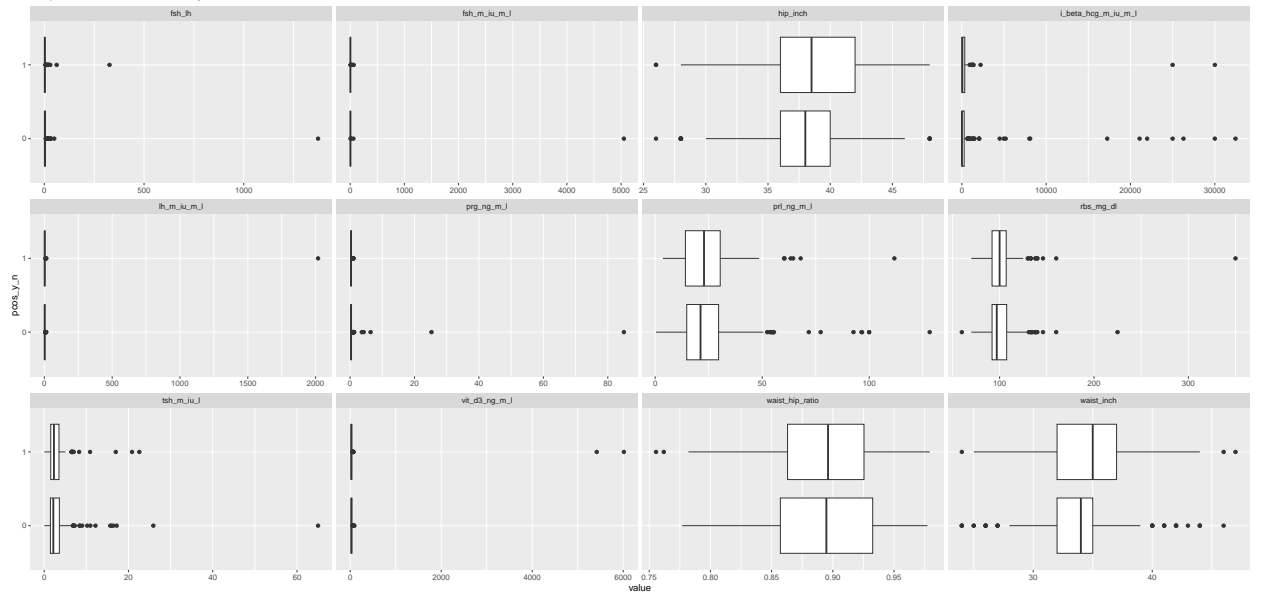 fsh_lh fsh_m_iu_m_l hip_inch i_beta_hcg_m_iu_m_l
1
0
0 500 1000 0 1000 2000 3000 4000 5000 25 30 35 40 45 0 10000 20000 30000
lh_m_iu_m_l prg_ng_m_l prl_ng_m_l rbs_mg_dl
1
pcos_y_n
0
0 500 1000 1500 2000 0 20 40 60 80 0 50 100 100 200 300
tsh_m_iu_l vit_d3_ng_m_l waist_hip_ratio waist_inch
1
0
0 20 40 60 0 2000 4000 6000 0.75 0.80 0.85 0.90 0.95 30 40
value